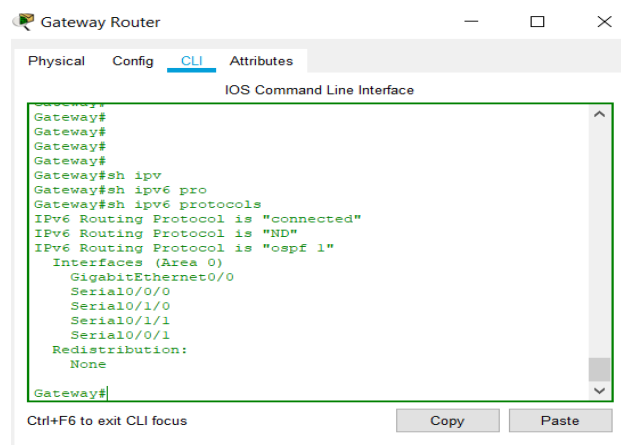 Gateway Router
Physical Config CLI Attributes
IOS Command Line Interface
Gateway#
Gateway#
Gateway#
Gateway#
Gateway#
Gateway#sh ipv
Gateway#sh ipv6 pro
Gateway#sh ipv6 protocols
IPv6 Routing Protocol is "connected"
IPv6 Routing Protocol is "ND"
IPv6 Routing Protocol is "ospf 1"
  Interfaces (Area 0)
    GigabitEthernet0/0
    Serial0/0/0
    Serial0/1/0
    Serial0/1/1
    Serial0/0/1
  Redistribution:
    None
Gateway#
Ctrl+F6 to exit CLI focus Copy Paste